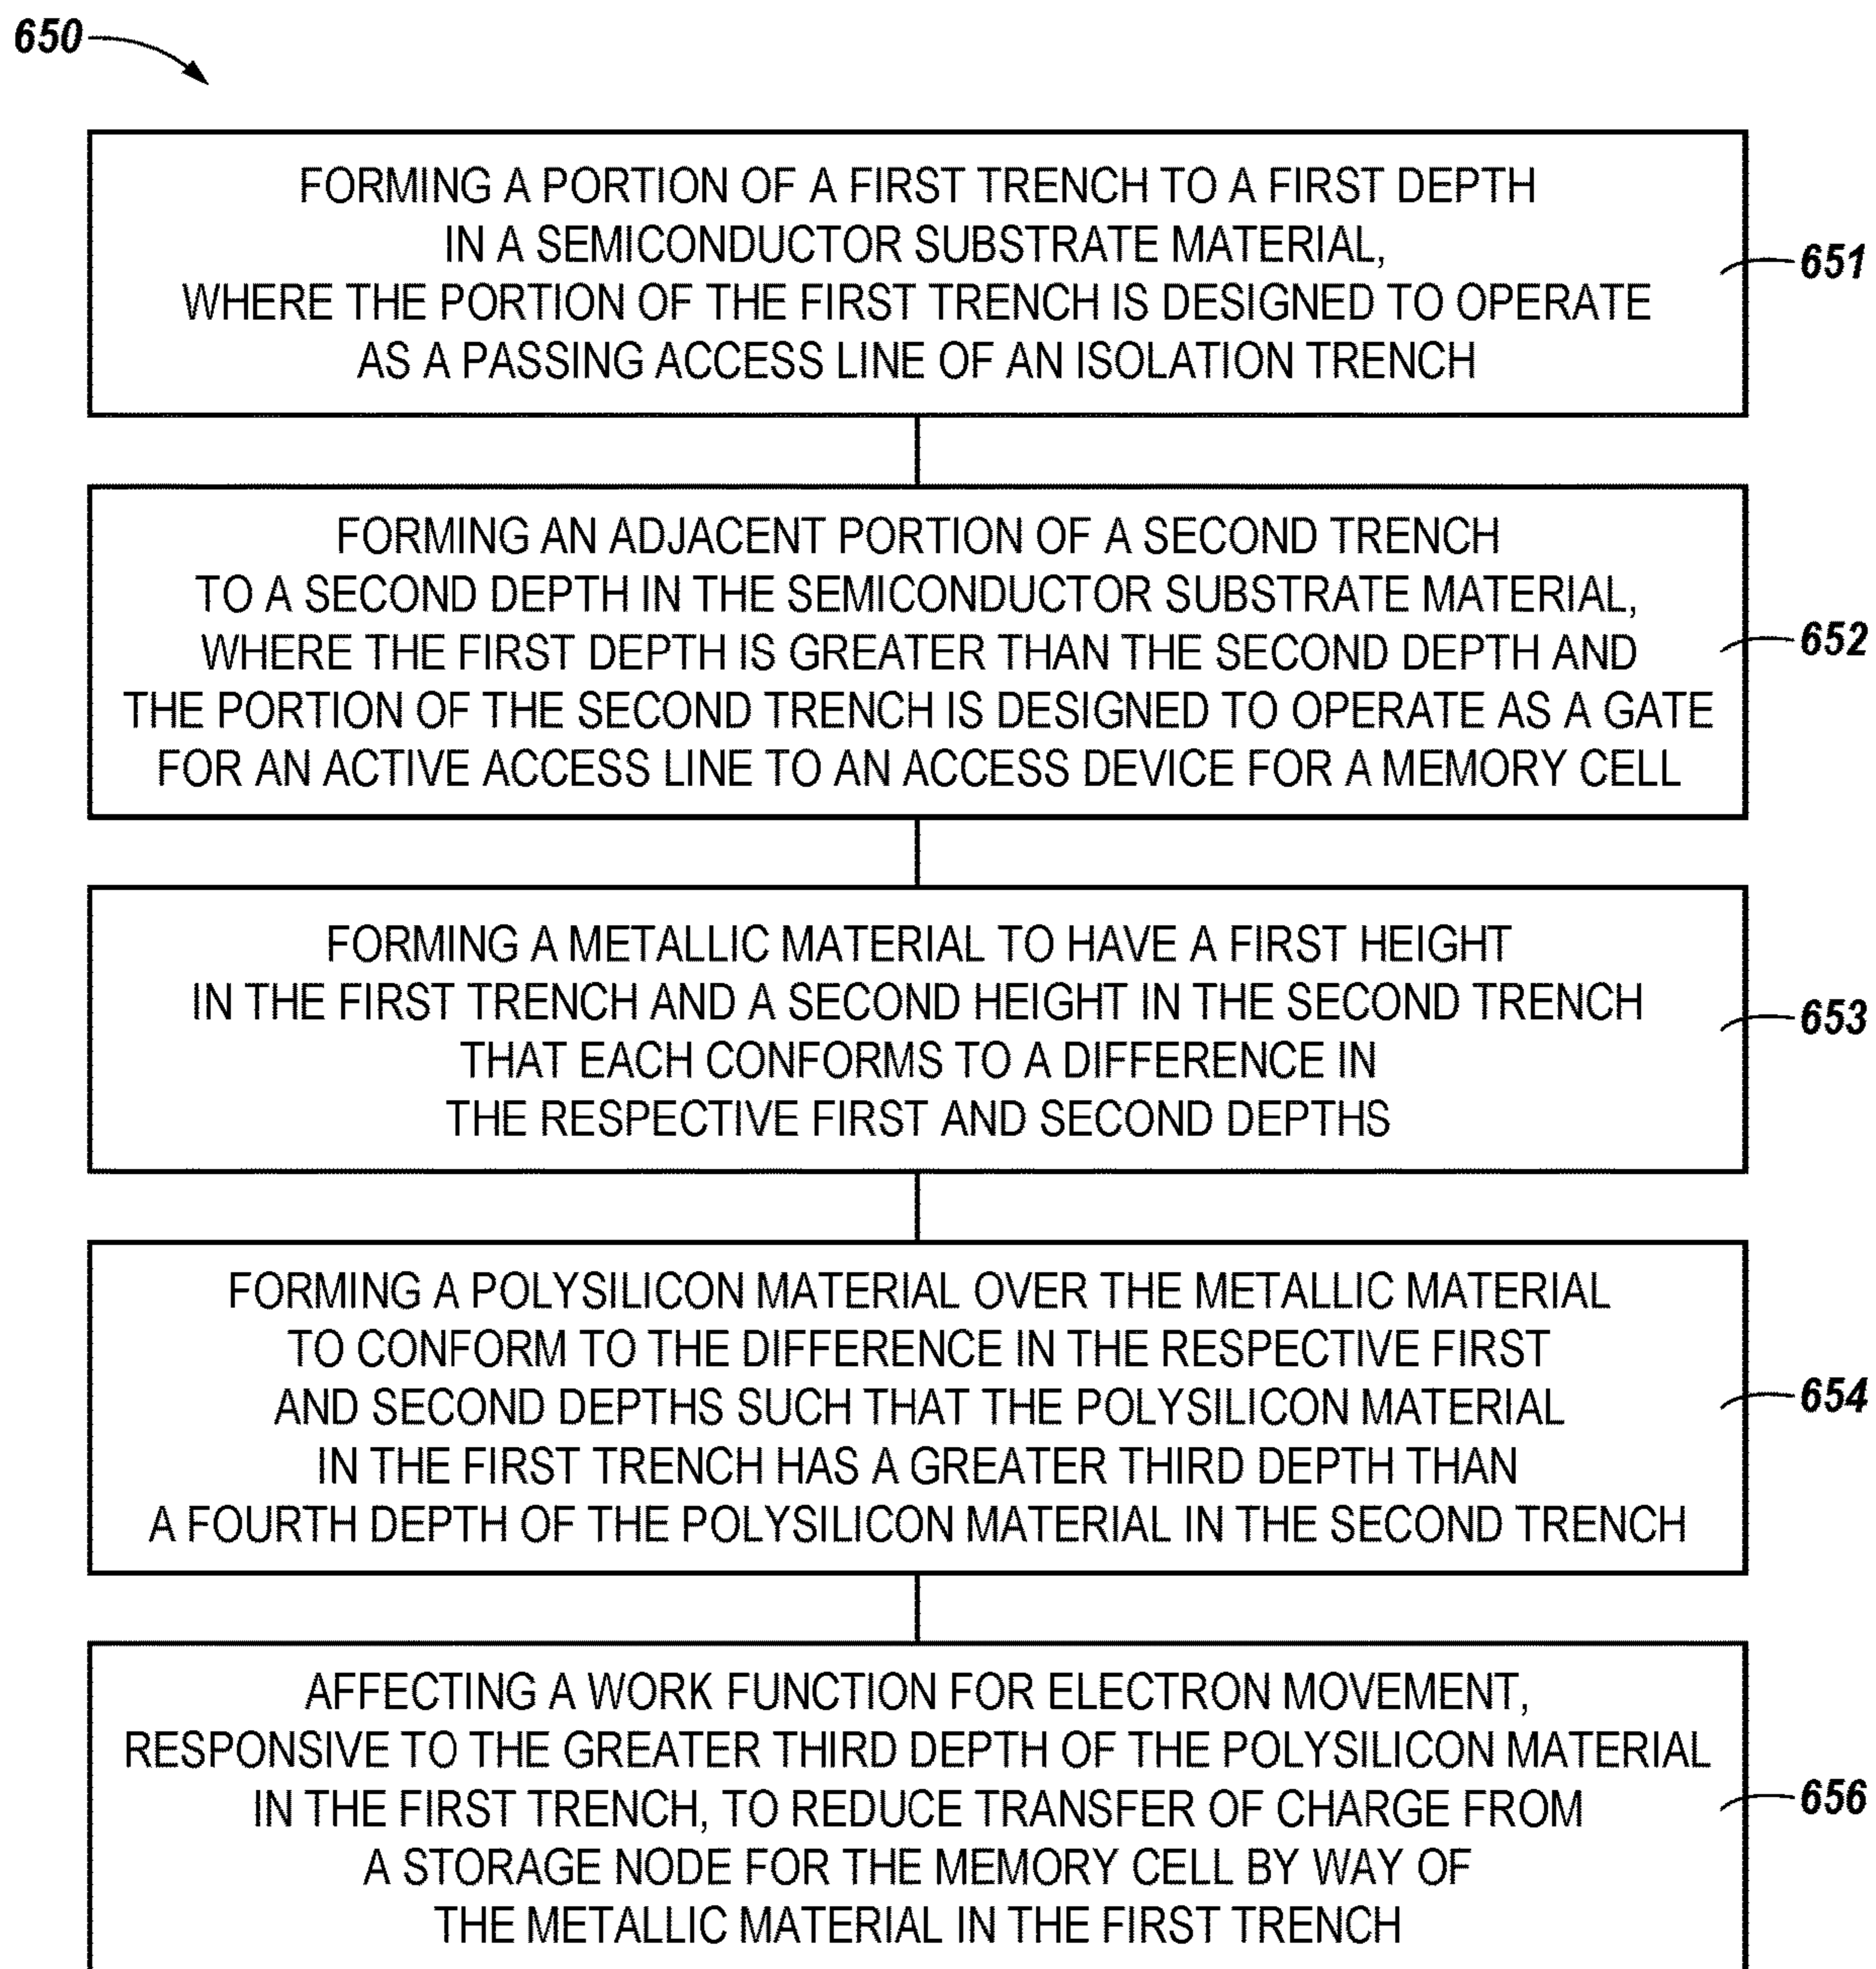 650
FORMING A PORTION OF A FIRST TRENCH TO A FIRST DEPTH
IN A SEMICONDUCTOR SUBSTRATE MATERIAL,
WHERE THE PORTION OF THE FIRST TRENCH IS DESIGNED TO OPERATE
AS A PASSING ACCESS LINE OF AN ISOLATION TRENCH
651
FORMING AN ADJACENT PORTION OF A SECOND TRENCH
TO A SECOND DEPTH IN THE SEMICONDUCTOR SUBSTRATE MATERIAL,
WHERE THE FIRST DEPTH IS GREATER THAN THE SECOND DEPTH AND
THE PORTION OF THE SECOND TRENCH IS DESIGNED TO OPERATE AS A GATE
FOR AN ACTIVE ACCESS LINE TO AN ACCESS DEVICE FOR A MEMORY CELL
652
FORMING A METALLIC MATERIAL TO HAVE A FIRST HEIGHT
IN THE FIRST TRENCH AND A SECOND HEIGHT IN THE SECOND TRENCH
THAT EACH CONFORMS TO A DIFFERENCE IN
THE RESPECTIVE FIRST AND SECOND DEPTHS
653
FORMING A POLYSILICON MATERIAL OVER THE METALLIC MATERIAL
TO CONFORM TO THE DIFFERENCE IN THE RESPECTIVE FIRST
AND SECOND DEPTHS SUCH THAT THE POLYSILICON MATERIAL
IN THE FIRST TRENCH HAS A GREATER THIRD DEPTH THAN
A FOURTH DEPTH OF THE POLYSILICON MATERIAL IN THE SECOND TRENCH
654
AFFECTING A WORK FUNCTION FOR ELECTRON MOVEMENT,
RESPONSIVE TO THE GREATER THIRD DEPTH OF THE POLYSILICON MATERIAL
IN THE FIRST TRENCH, TO REDUCE TRANSFER OF CHARGE FROM
A STORAGE NODE FOR THE MEMORY CELL BY WAY OF
THE METALLIC MATERIAL IN THE FIRST TRENCH
656